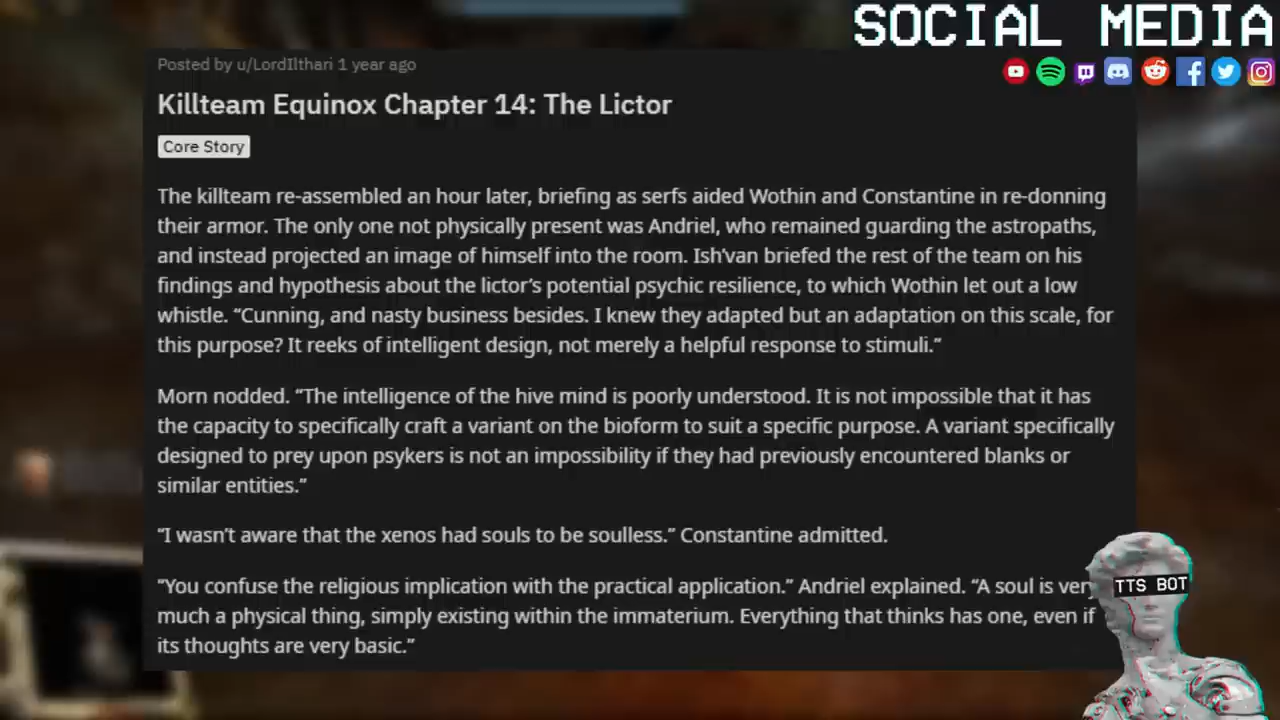 SOCIAL MEDIA
Posted by u/LordIlthari 1 year ago
Killteam Equinox Chapter 14: The Lictor
Core Story
The killteam re-assembled an hour later, briefing as serfs aided Wothin and Constantine in re-donning
their armor. The only one not physically present was Andriel, who remained guarding the astropaths,
and instead projected an image of himself into the room. Ish’van briefed the rest of the team on his
findings and hypothesis about the lictor’s potential psychic resilience, to which Wothin let out a low
whistle. “Cunning, and nasty business besides. I knew they adapted but an adaptation on this scale, for
this purpose? It reeks of intelligent design, not merely a helpful response to stimuli.”
Morn nodded. “The intelligence of the hive mind is poorly understood. It is not impossible that it has
the capacity to specifically craft a variant on the bioform to suit a specific purpose. A variant specifically
designed to prey upon psykers is not an impossibility if they had previously encountered blanks or
similar entities.”
“I wasn’t aware that the xenos had souls to be soulless.” Constantine admitted.
“You confuse the religious implication with the practical application.” Andriel explained. “A soul is very
much a physical thing, simply existing within the immaterium. Everything that thinks has one, even if
its thoughts are very basic.”
TTS BOT